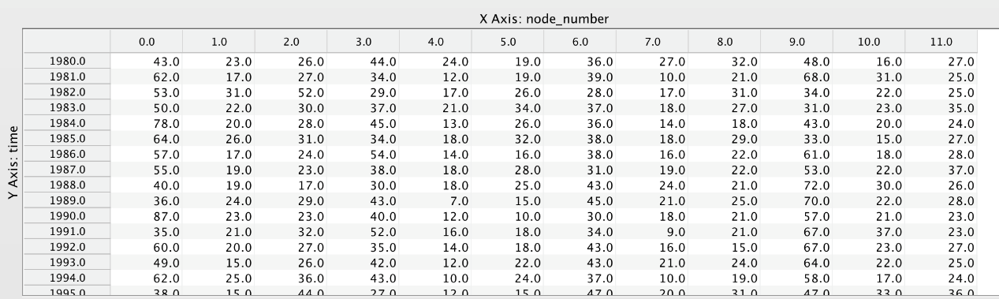 X Axis: node_number
0.0 1.0 2.0 3.0 4.0 5.0 6.0 7.0 8.0 9.0 10.0 11.0
Y Axis: time
1980.0 43.0 23.0 26.0 44.0 24.0 19.0 36.0 27.0 32.0 48.0 16.0 27.0
1981.0 62.0 17.0 27.0 34.0 12.0 19.0 39.0 10.0 21.0 68.0 31.0 25.0
1982.0 53.0 31.0 52.0 29.0 17.0 26.0 28.0 17.0 31.0 34.0 22.0 25.0
1983.0 50.0 22.0 30.0 37.0 21.0 34.0 37.0 18.0 27.0 31.0 23.0 35.0
1984.0 78.0 20.0 28.0 45.0 13.0 26.0 36.0 14.0 18.0 43.0 20.0 24.0
1985.0 64.0 26.0 31.0 34.0 18.0 32.0 38.0 18.0 29.0 33.0 15.0 27.0
1986.0 57.0 17.0 24.0 54.0 14.0 16.0 38.0 16.0 22.0 61.0 18.0 28.0
1987.0 55.0 19.0 23.0 38.0 18.0 28.0 31.0 19.0 22.0 53.0 22.0 37.0
1988.0 40.0 19.0 17.0 30.0 18.0 25.0 43.0 24.0 21.0 72.0 30.0 26.0
1989.0 36.0 24.0 29.0 43.0 7.0 15.0 45.0 21.0 25.0 70.0 22.0 28.0
1990.0 87.0 23.0 23.0 40.0 12.0 10.0 30.0 18.0 21.0 57.0 21.0 23.0
1991.0 35.0 21.0 32.0 52.0 16.0 18.0 34.0 9.0 21.0 67.0 37.0 23.0
1992.0 60.0 20.0 27.0 35.0 14.0 18.0 43.0 16.0 15.0 67.0 23.0 27.0
1993.0 49.0 15.0 26.0 42.0 12.0 22.0 43.0 21.0 24.0 64.0 22.0 25.0
1994.0 62.0 25.0 36.0 43.0 10.0 24.0 37.0 10.0 19.0 58.0 17.0 24.0
1995.0 38.0 15.0 44.0 27.0 12.0 15.0 47.0 20.0 31.0 47.0 33.0 36.0